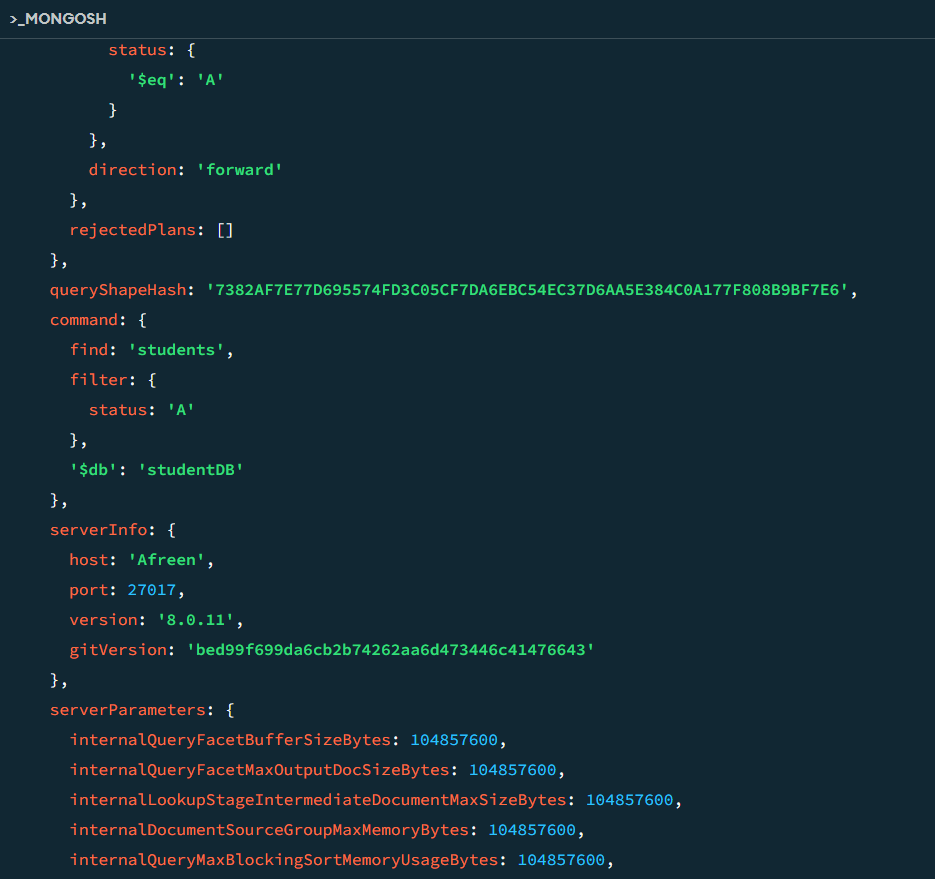 >_MONGOSH
status: {
'$eq': 'A'
}
},
direction: 'forward'
},
rejectedPlans: []
},
queryShapeHash: '7382AF7E77D695574FD3C05CF7DA6EBC54EC37D6AA5E384C0A177F808B9BF7E6',
command: {
find: 'students',
filter: {
status: 'A'
},
'$db': 'studentDB'
},
serverInfo: {
host: 'Afreen',
port: 27017,
version: '8.0.11',
gitVersion: 'bed99f699da6cb2b74262aa6d473446c41476643'
},
serverParameters: {
internalQueryFacetBufferSizeBytes: 104857600,
internalQueryFacetMaxOutputDocSizeBytes: 104857600,
internalLookupStageIntermediateDocumentMaxSizeBytes: 104857600,
internalDocumentSourceGroupMaxMemoryBytes: 104857600,
internalQueryMaxBlockingSortMemoryUsageBytes: 104857600,